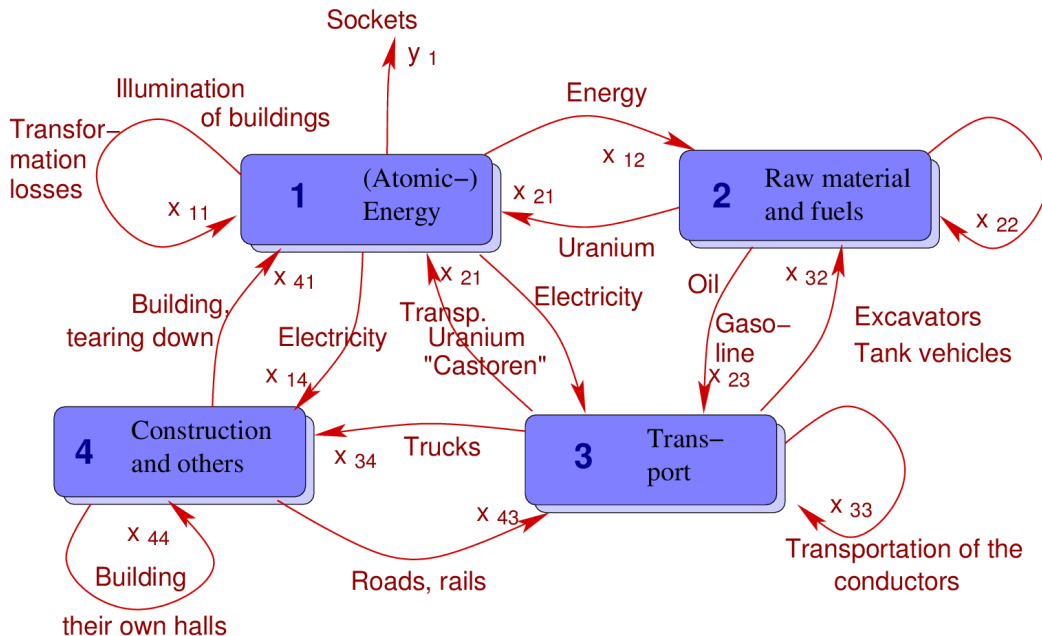 Sockets
y 1
Illumination
of buildings
Energy
Transfor-
mation
losses
x 12
1
(Atomic-)
Energy
2
Raw material
and fuels
x 11
x 21
x 22
Uranium
x 41
x 21
x 32
Building,
tearing down
Electricity
Transp.
Uranium
"Castoren"
Electricity
Oil
Gaso-
line
x 23
Excavators
Tank vehicles
x 14
4
Construction
and others
Trucks
x 34
3
Trans-
port
x 43
x 33
x 44
Building
their own halls
Roads, rails
Transportation of the
conductors